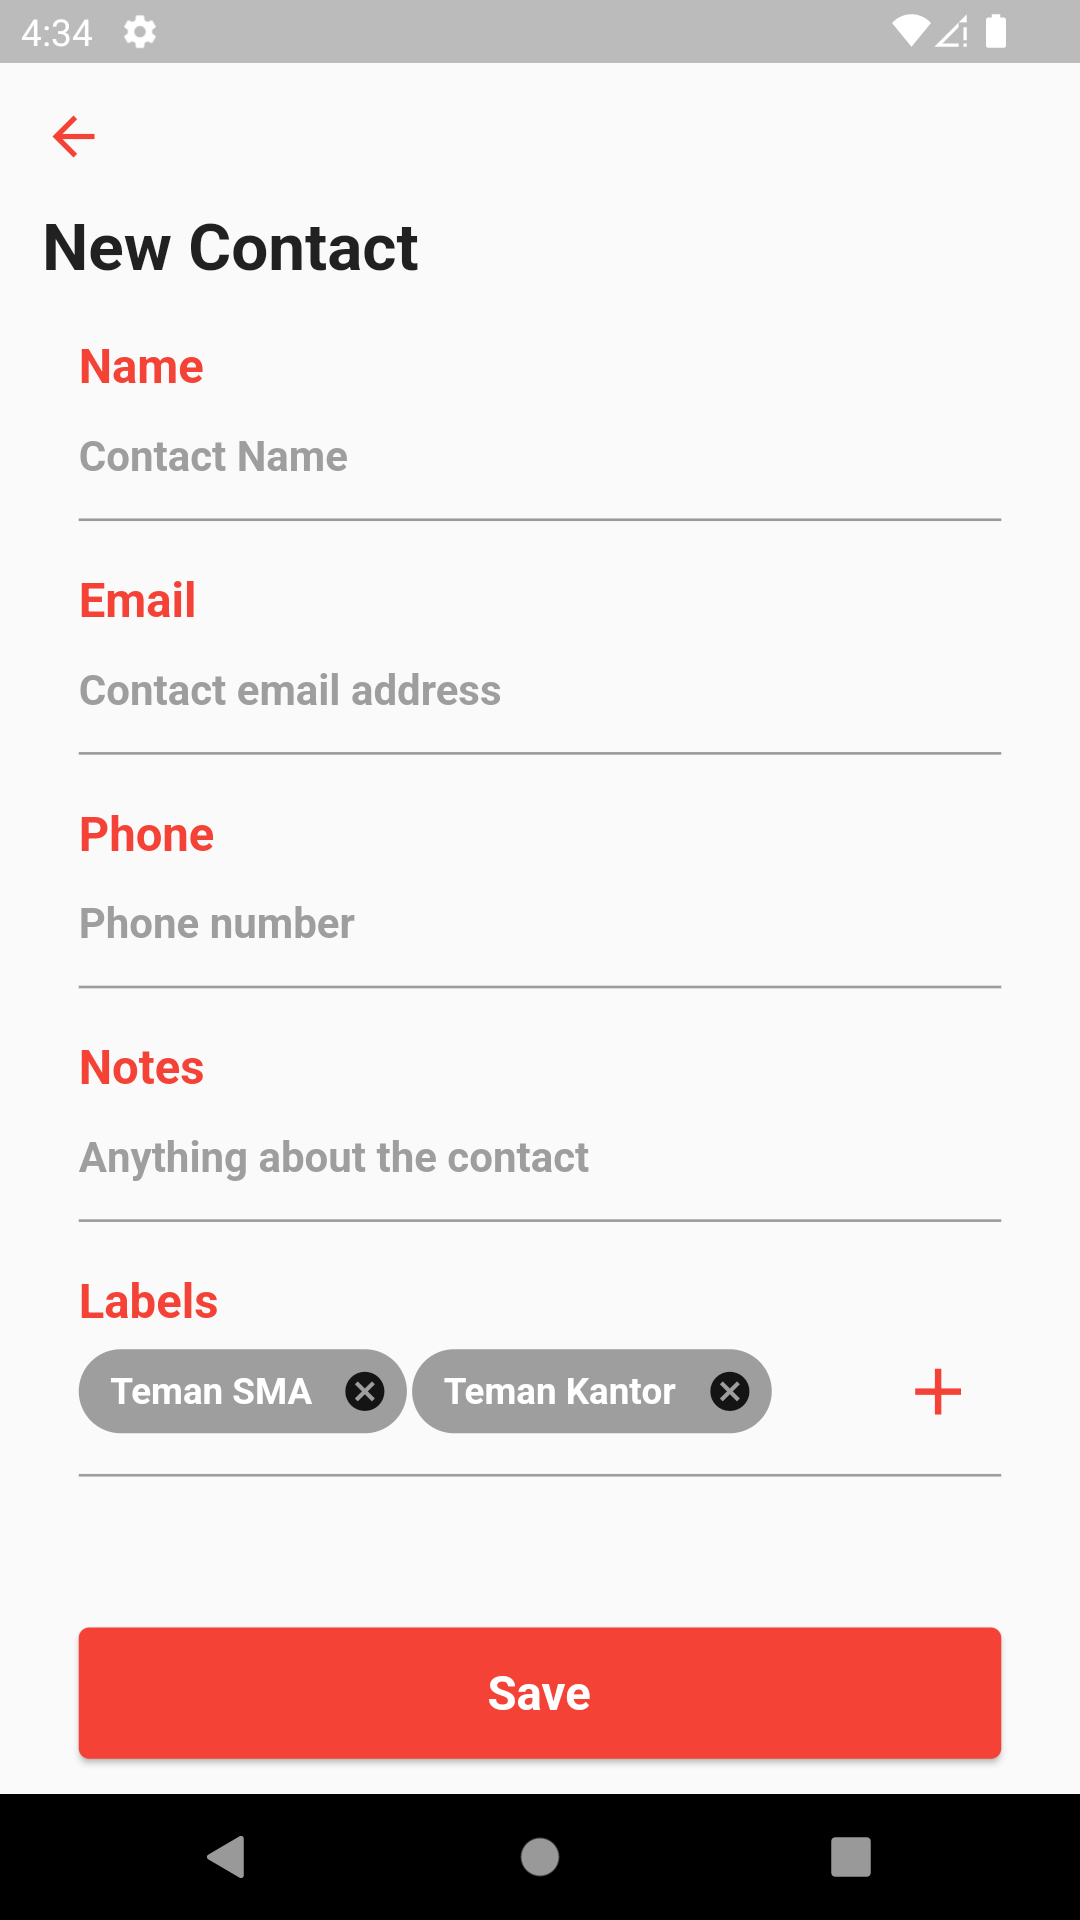 4:34
New Contact
Name
Contact Name
Email
Contact email address
Phone
Phone number
Notes
Anything about the contact
Labels
Teman SMA Teman Kantor
Save